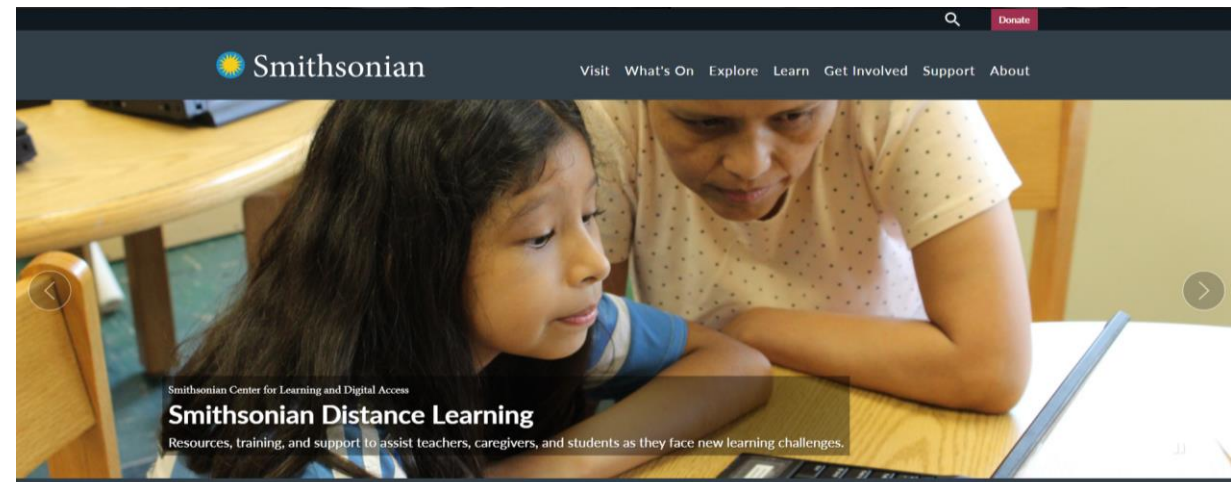 Donate
Smithsonian
Visit What's On Explore Learn Get Involved Support About
Smithsonian Center for Learning and Digital Access
Smithsonian Distance Learning
Resources, training, and support to assist teachers, caregivers, and students as they face new learning challenges.